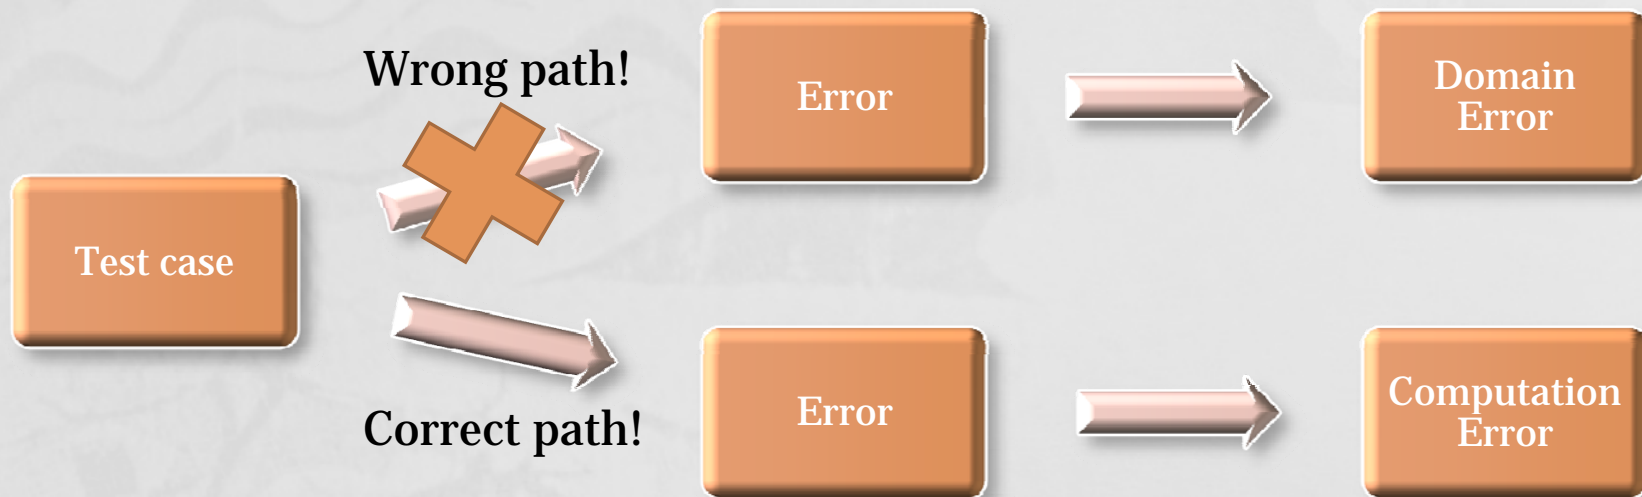 Wrong path!
Error
Domain
Error
Test case
Correct path!
Error
Computation
Error